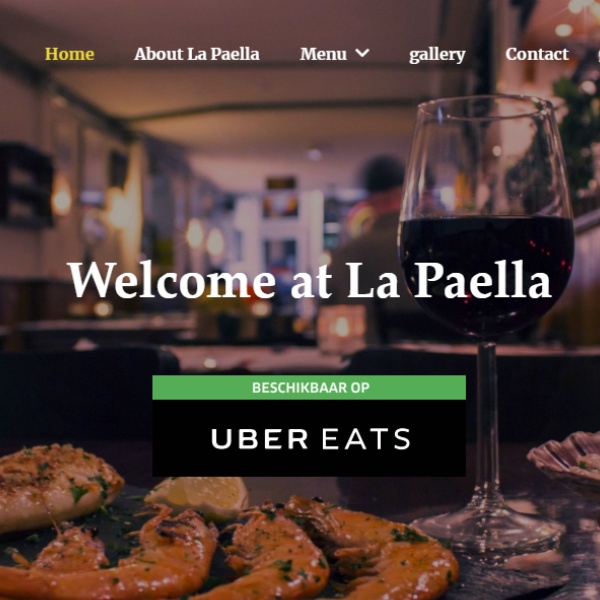 Home About La Paella Menu gallery Contact
Welcome at La Paella
BESCHIKBAAR OP
UBER EATS